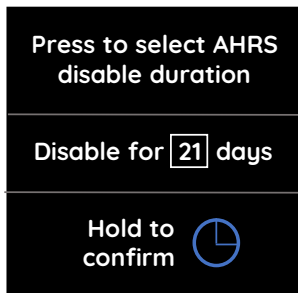 Press to select AHRS
disable duration
Disable for 21 days
Hold to
confirm